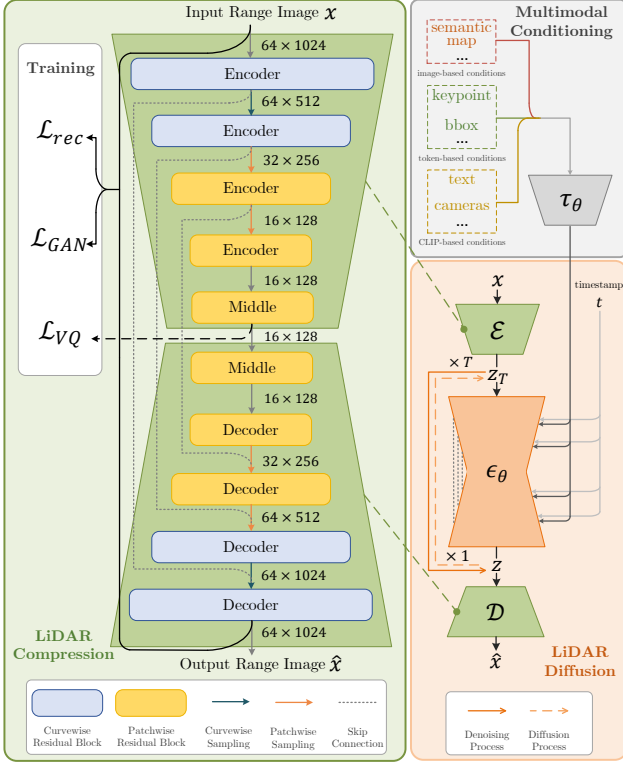 Input Range Image x
64 × 1024
Encoder
64 × 512
Encoder
32 × 256
Encoder
16 × 128
Encoder
16 × 128
Middle
16 × 128
Middle
16 × 128
Decoder
32 × 256
Decoder
64 × 512
Decoder
64 × 1024
Decoder
64 × 1024
Output Range Image x̂
Training
ℒrec
ℒGAN
ℒVQ
LiDAR
Compression
Curvewise
Residual Block
Patchwise
Residual Block
Curvewise
Sampling
Patchwise
Sampling
Skip
Connection
Multimodal
Conditioning
semantic
map
...
image-based conditions
keypoint
bbox
...
token-based conditions
text
cameras
...
CLIP-based conditions
τθ
x
timestamp
t
ℰ
× T
zT
ϵθ
× 1
z
𝒟
x̂
LiDAR
Diffusion
Denoising
Process
Diffusion
Process